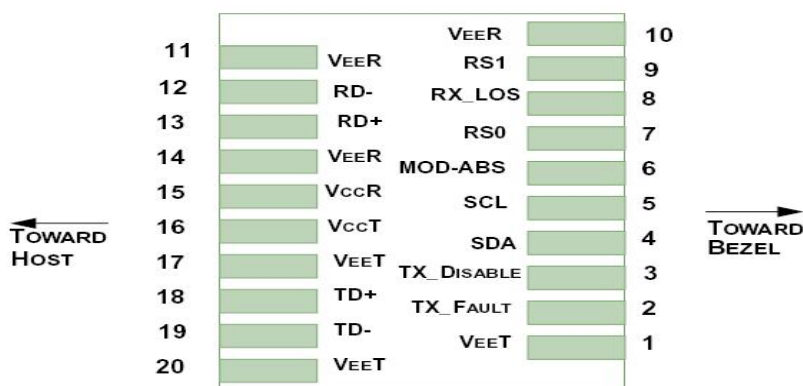 11 VEER
12 RD-
13 RD+
14 VEER
15 VCCR
16 VCCT
17 VEET
18 TD+
19 TD-
20 VEET
VEER 10
RS1 9
RX_LOS 8
RS0 7
MOD-ABS 6
SCL 5
SDA 4
TX_DISABLE 3
TX_FAULT 2
VEET 1
TOWARD
HOST
TOWARD
BEZEL